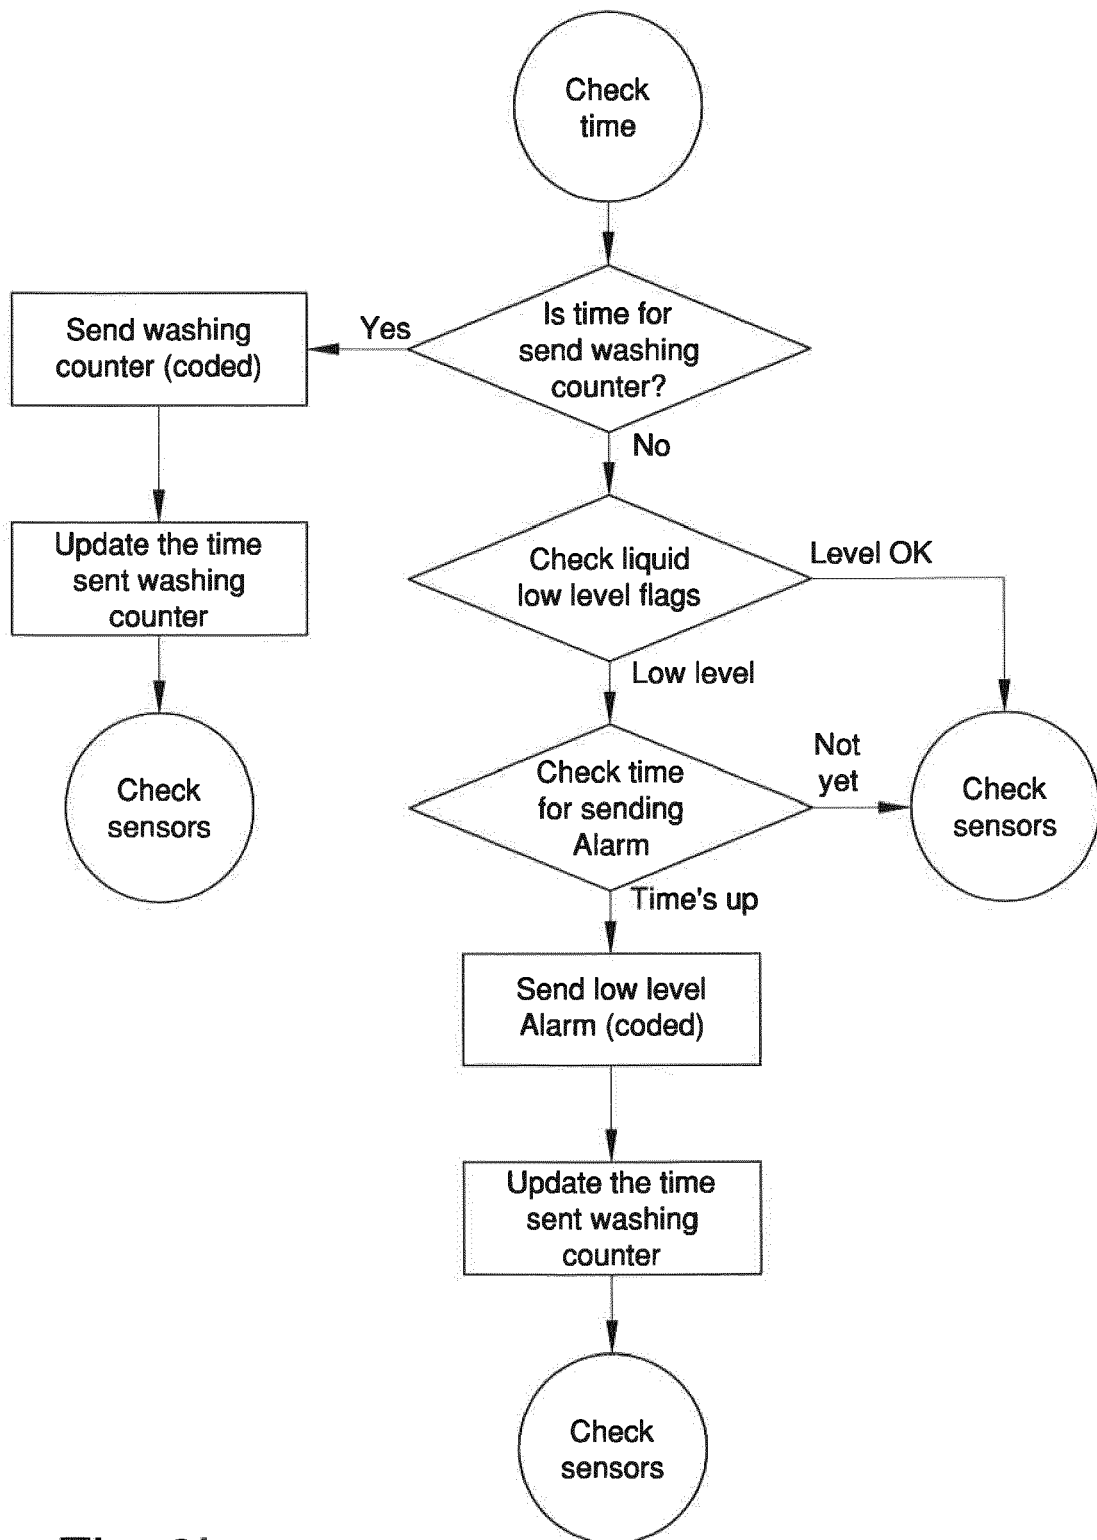 Check
time
Is time for
send washing
counter?
Yes
Send washing
counter (coded)
Update the time
sent washing
counter
Check
sensors
No
Check liquid
low level flags
Level OK
Low level
Check time
for sending
Alarm
Not
yet
Check
sensors
Time's up
Send low level
Alarm (coded)
Update the time
sent washing
counter
Check
sensors